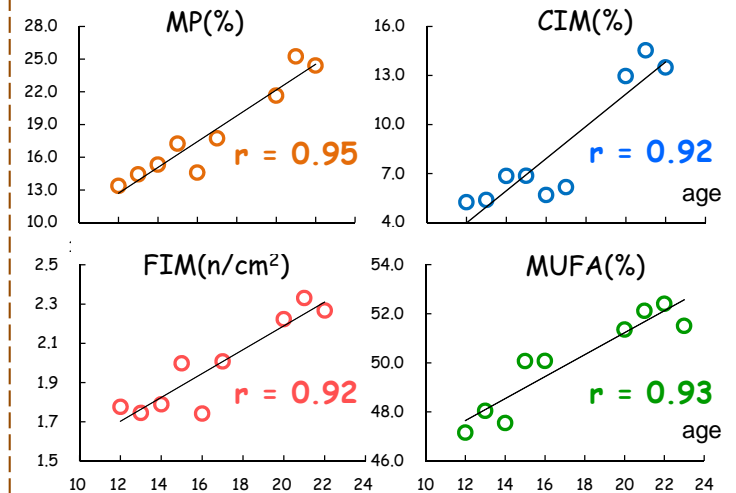 MP(%)
28.0
25.0
22.0
19.0
16.0
13.0
10.0
r = 0.95
CIM(%)
16.0
13.0
10.0
7.0
4.0
r = 0.92
age
FIM(n/cm²)
2.5
2.3
2.1
1.9
1.7
1.5
r = 0.92
10 12 14 16 18 20 22 24
MUFA(%)
54.0
52.0
50.0
48.0
46.0
r = 0.93
age
10 12 14 16 18 20 22 24